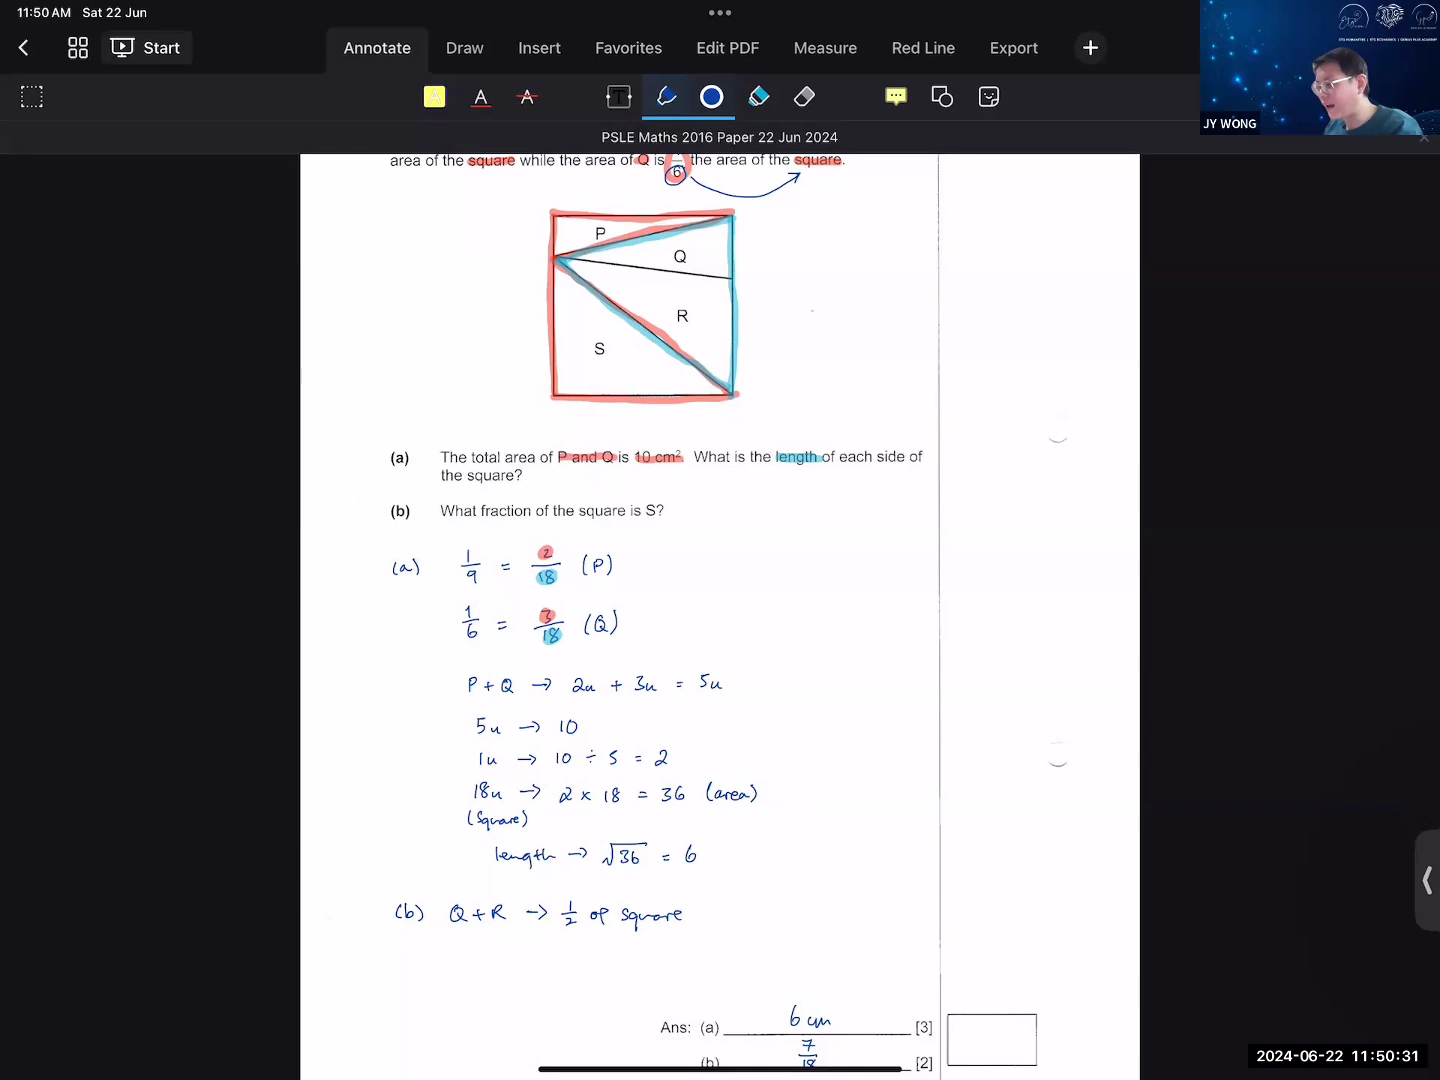 11:50 AM Sat 22 Jun
Start
Annotate Draw Insert Favorites Edit PDF Measure Red Line Export
JY WONG
PSLE Maths 2016 Paper 22 Jun 2024
area of the square while the area of Q is 6 the area of the square.
P
Q
R
S
(a) The total area of P and Q is 10 cm². What is the length of each side of
the square?
(b) What fraction of the square is S?
(a) 1/9 = 2/18 (P)
1/6 = 3/18 (Q)
P + Q → 2u + 3u = 5u
5u → 10
1u → 10 ÷ 5 = 2
18u → 2 × 18 = 36 (area)
(square)
length → √36 = 6
(b) Q + R → 1/2 of square
Ans: (a) 6 cm [3]
(b) 7/18 [2]
2024-06-22 11:50:31